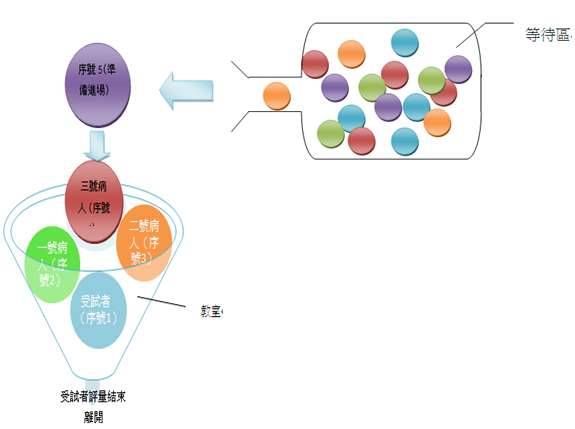 等待區
序號 5(準
備進場)
三號病
人（序號
一號病
人（序
號2）
二號病
人（序
號3）
受試者
（序號1）
教室
受試者評量結束
離開